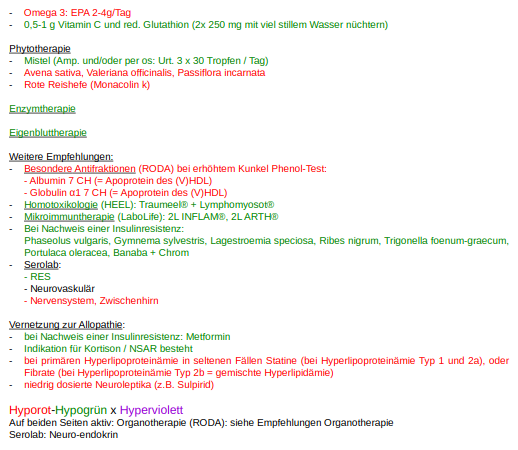 - Omega 3: EPA 2-4g/Tag
- 0,5-1 g Vitamin C und red. Glutathion (2x 250 mg mit viel stillem Wasser nüchtern)
Phytotherapie
- Mistel (Amp. und/oder per os: Urt. 3 x 30 Tropfen / Tag)
- Avena sativa, Valeriana officinalis, Passiflora incarnata
- Rote Reishefe (Monacolin k)
Enzymtherapie
Eigenbluttherapie
Weitere Empfehlungen:
- Besondere Antifraktionen (RODA) bei erhöhtem Kunkel Phenol-Test:
- Albumin 7 CH (= Apoprotein des (V)HDL)
- Globulin α1 7 CH (= Apoprotein des (V)HDL)
- Homotoxikologie (HEEL): Traumeel® + Lymphomyosot®
- Mikroimmuntherapie (LaboLife): 2L INFLAM®, 2L ARTH®
- Bei Nachweis einer Insulinresistenz:
Phaseolus vulgaris, Gymnema sylvestris, Lagestroemia speciosa, Ribes nigrum, Trigonella foenum-graecum,
Portulaca oleracea, Banaba + Chrom
- Serolab:
- RES
- Neurovaskulär
- Nervensystem, Zwischenhirn
Vernetzung zur Allopathie:
- bei Nachweis einer Insulinresistenz: Metformin
- Indikation für Kortison / NSAR besteht
- bei primären Hyperlipoproteinämie in seltenen Fällen Statine (bei Hyperlipoproteinämie Typ 1 und 2a), oder
Fibrate (bei Hyperlipoproteinämie Typ 2b = gemischte Hyperlipidämie)
- niedrig dosierte Neuroleptika (z.B. Sulpirid)
Hyporot-Hypogrün x Hyperviolett
Auf beiden Seiten aktiv: Organotherapie (RODA): siehe Empfehlungen Organotherapie
Serolab: Neuro-endokrin